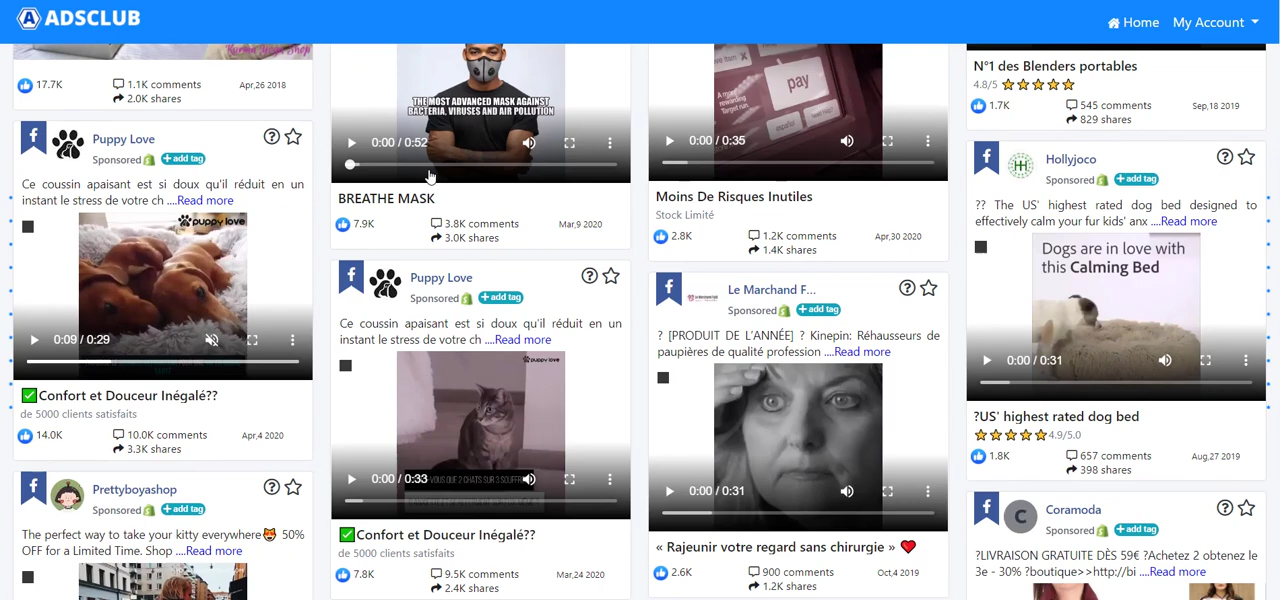 ADSCLUB
Home
My Account
Karma Yoga Shop
17.7K
1.1K comments
2.0K shares
Apr,26 2018
Puppy Love
Sponsored
+ add tag
Ce coussin apaisant est si doux qu'il réduit en un
instant le stress de votre ch ....Read more
puppy love
0:09 / 0:29
✅Confort et Douceur Inégalé??
de 5000 clients satisfaits
14.0K
10.0K comments
3.3K shares
Apr,4 2020
Prettyboyashop
Sponsored
+ add tag
The perfect way to take your kitty everywhere😻 50%
OFF for a Limited Time. Shop ....Read more
THE MOST ADVANCED MASK AGAINST
BACTERIA, VIRUSES AND AIR POLLUTION
0:00 / 0:52
BREATHE MASK
7.9K
3.8K comments
3.0K shares
Mar,9 2020
Puppy Love
Sponsored
+ add tag
Ce coussin apaisant est si doux qu'il réduit en un
instant le stress de votre ch ....Read more
puppy love
0:00 / 0:33
✅Confort et Douceur Inégalé??
de 5000 clients satisfaits
7.8K
9.5K comments
2.4K shares
Mar,24 2020
pay
español
0:00 / 0:35
Moins De Risques Inutiles
Stock Limité
2.8K
1.2K comments
1.4K shares
Apr,30 2020
Le Marchand F...
Sponsored
+ add tag
? [PRODUIT DE L'ANNÉE] ? Kinepin: Réhausseurs de
paupières de qualité profession ....Read more
0:00 / 0:31
« Rajeunir votre regard sans chirurgie » ❤
2.6K
900 comments
1.2K shares
Oct,4 2019
N°1 des Blenders portables
4.8/5 ⭐⭐⭐⭐⭐
1.7K
545 comments
829 shares
Sep,18 2019
Hollyjoco
Sponsored
+ add tag
?? The US' highest rated dog bed designed to
effectively calm your fur kids' anx ....Read more
Dogs are in love with
this Calming Bed
0:00 / 0:31
?US' highest rated dog bed
⭐⭐⭐⭐⭐4.9/5.0
1.8K
657 comments
398 shares
Aug,27 2019
C
Coramoda
Sponsored
+ add tag
?LIVRAISON GRATUITE DÈS 59€ ?Achetez 2 obtenez le
3e - 30% ?boutique>>http://bi ....Read more